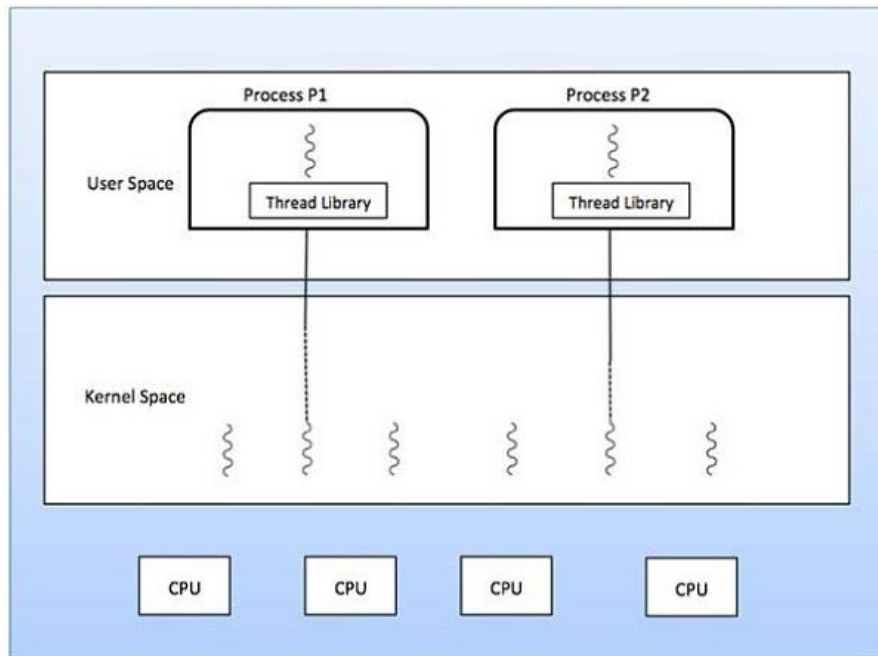 Process P1
Process P2
User Space
Thread Library
Thread Library
Kernel Space
CPU
CPU
CPU
CPU